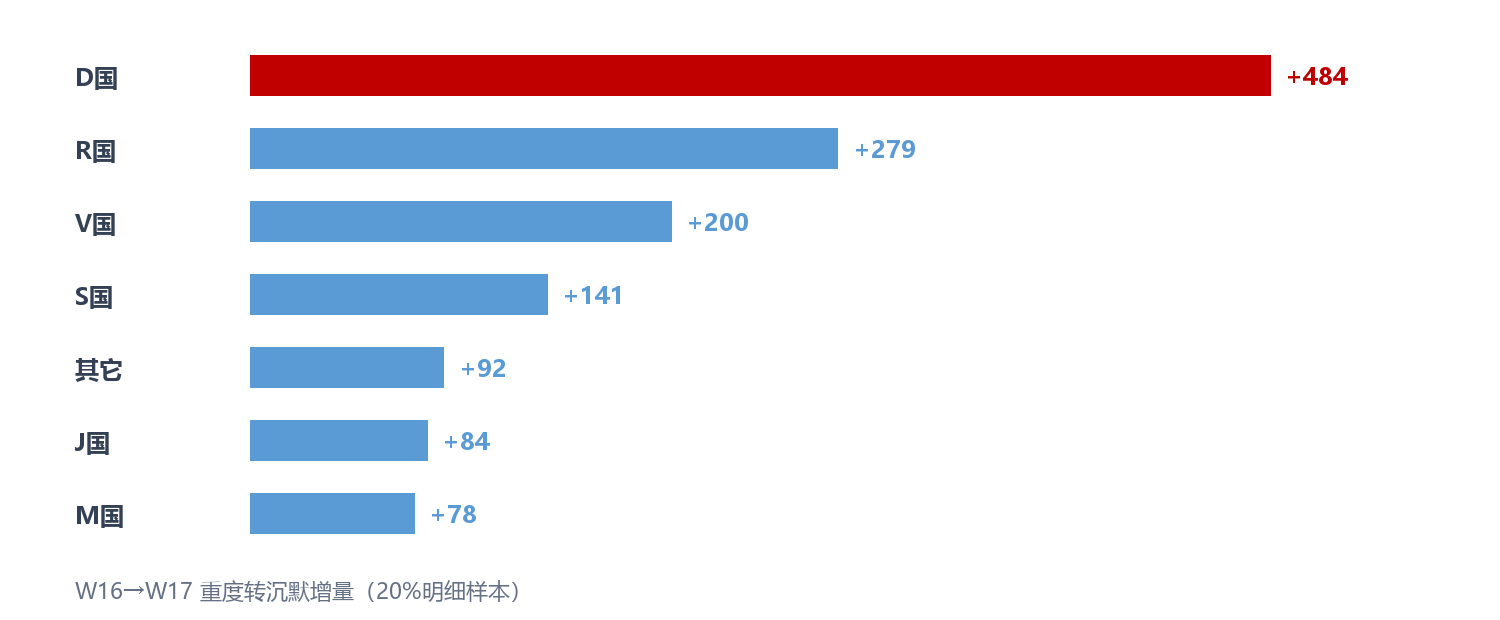 D国 +484
R国 +279
V国 +200
S国 +141
其它 +92
J国 +84
M国 +78
W16→W17 重度转沉默增量（20%明细样本）